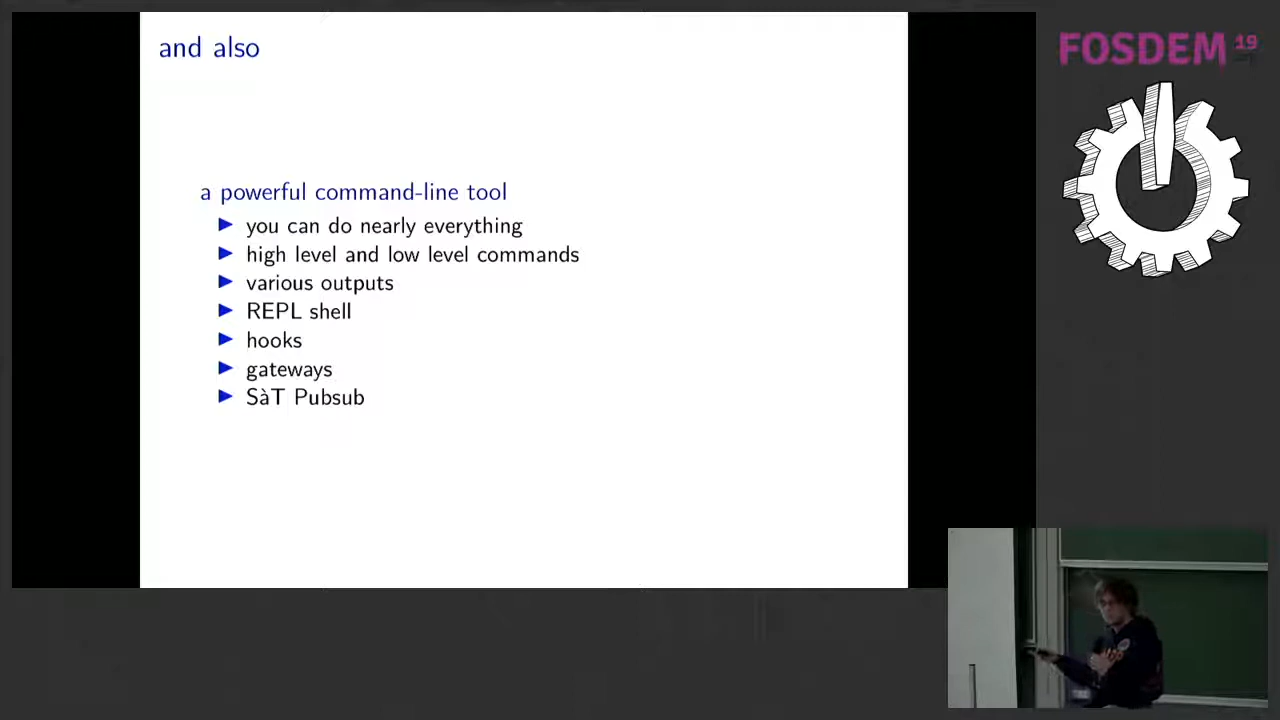 and also
FOSDEM 19
a powerful command-line tool
you can do nearly everything
high level and low level commands
various outputs
REPL shell
hooks
gateways
SàT Pubsub